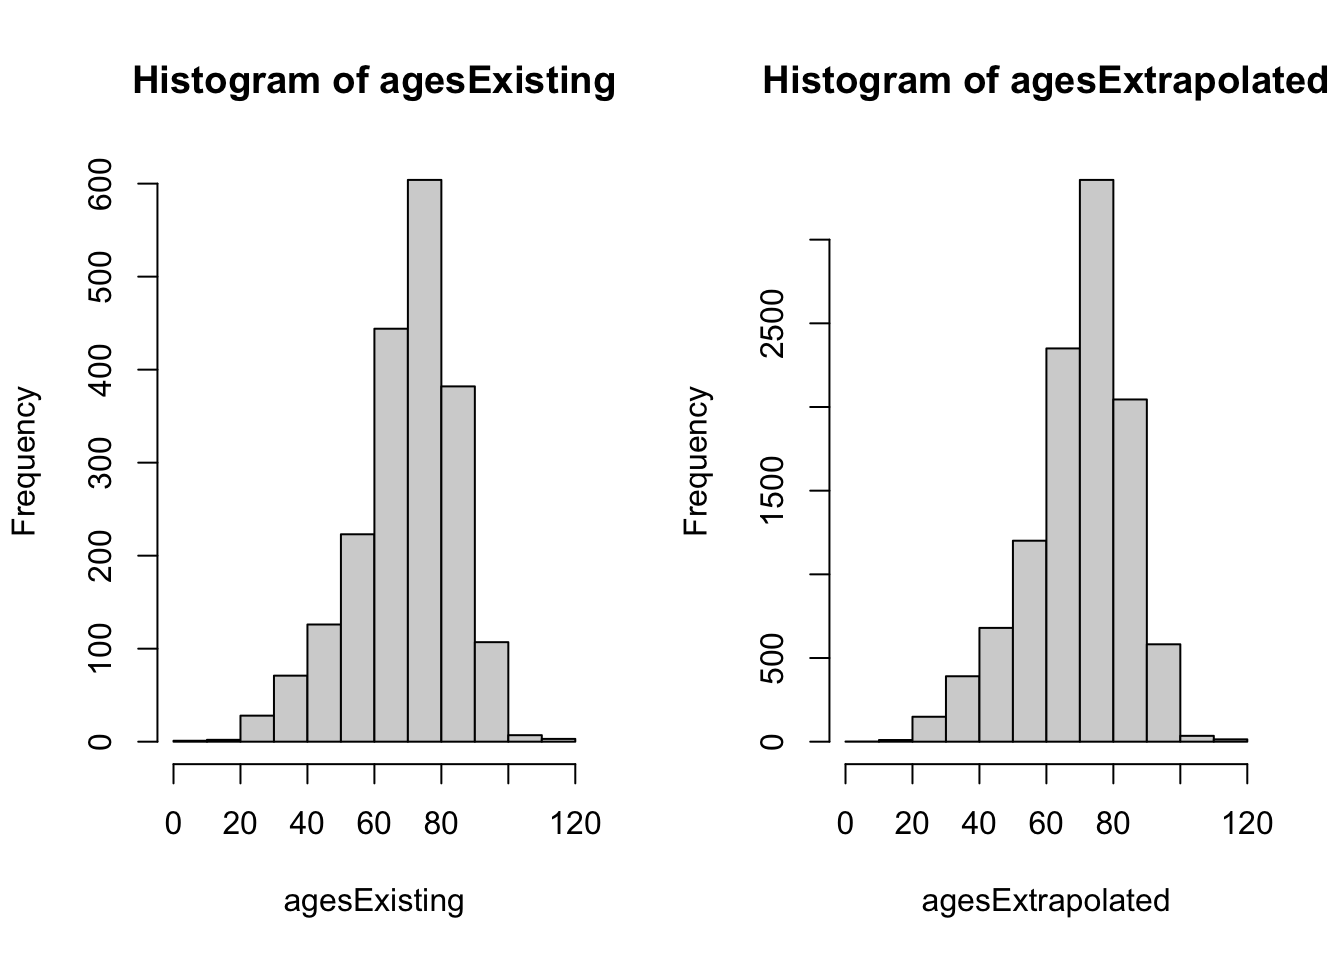 Histogram of agesExisting
Frequency
600
500
400
300
200
100
0
0 20 40 60 80 120
agesExisting
Histogram of agesExtrapolated
Frequency
2500
1500
500
0
0 20 40 60 80 120
agesExtrapolated